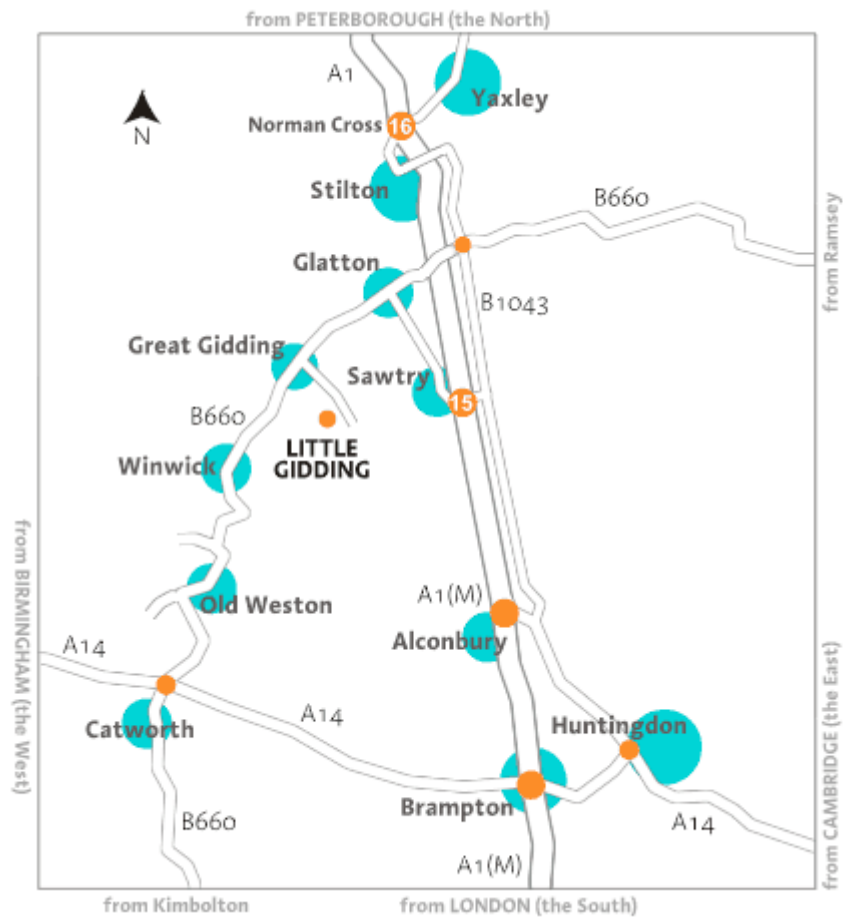 from PETERBOROUGH (the North)
A1
Yaxley
Norman Cross
16
N
Stilton
B660
from Ramsey
Glatton
B1043
Great Gidding
Sawtry
15
B660
LITTLE
GIDDING
Winwick
from BIRMINGHAM (the West)
Old Weston
A1(M)
Alconbury
A14
from CAMBRIDGE (the East)
A14
Huntingdon
Catworth
Brampton
B660
A14
A1(M)
from Kimbolton
from LONDON (the South)